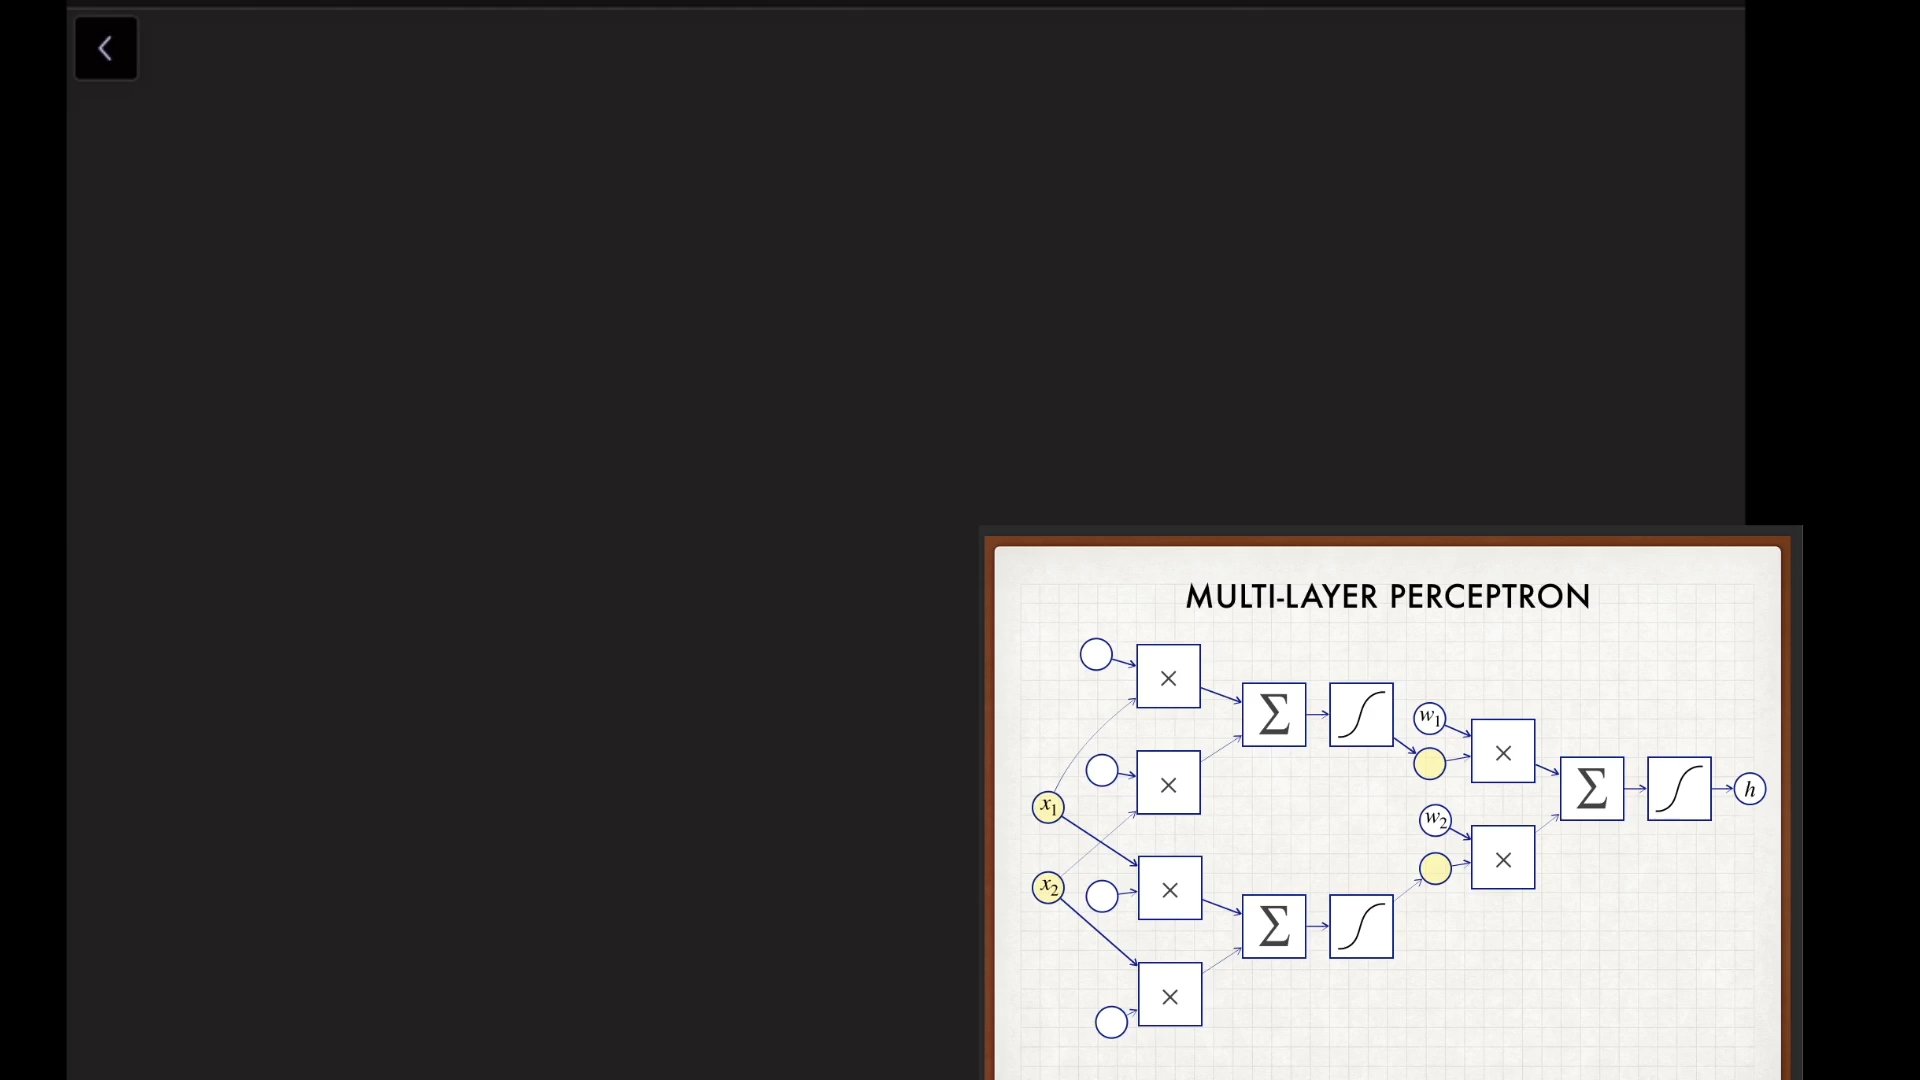 MULTI-LAYER PERCEPTRON
×
Σ
w₁
×
×
Σ
h
x₁
w₂
×
x₂
×
Σ
×